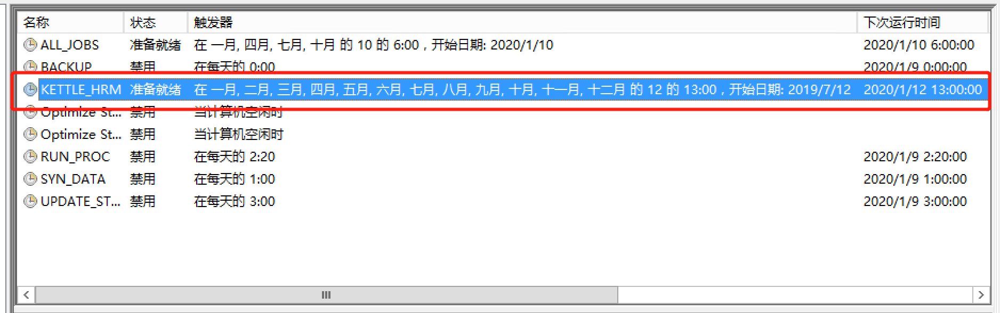 名称 状态 触发器 下次运行时间
ALL_JOBS 准备就绪 在 一月, 四月, 七月, 十月 的 10 的 6:00，开始日期: 2020/1/10 2020/1/10 6:00:00
BACKUP 禁用 在每天的 0:00 2020/1/9 0:00:00
KETTLE_HRM 准备就绪 在 一月, 二月, 三月, 四月, 五月, 六月, 七月, 八月, 九月, 十月, 十一月, 十二月 的 12 的 13:00，开始日期: 2019/7/12 2020/1/12 13:00:00
Optimize St... 禁用 当计算机空闲时
Optimize St... 禁用 当计算机空闲时
RUN_PROC 禁用 在每天的 2:20 2020/1/9 2:20:00
SYN_DATA 禁用 在每天的 1:00 2020/1/9 1:00:00
UPDATE_ST... 禁用 在每天的 3:00 2020/1/9 3:00:00